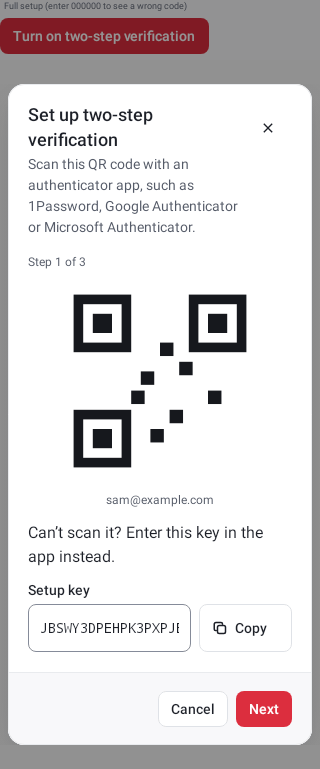 Full setup (enter 000000 to see a wrong code)
Turn on two-step verification
Set up two-step
verification
Scan this QR code with an
authenticator app, such as
1Password, Google Authenticator
or Microsoft Authenticator.
Step 1 of 3
sam@example.com
Can’t scan it? Enter this key in the
app instead.
Setup key
JBSWY3DPEHPK3PXPJB Copy
Cancel Next